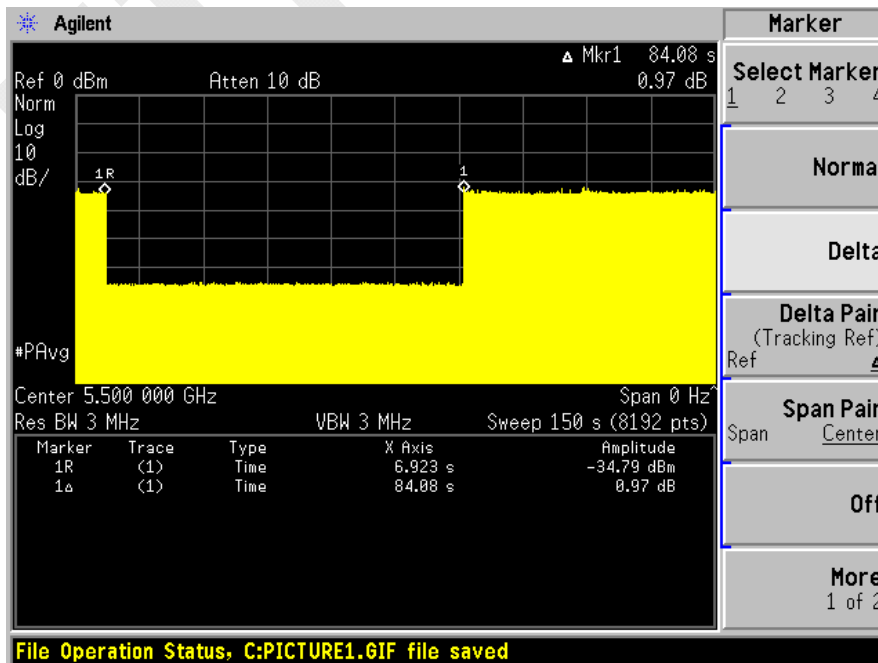 Agilent
Marker
Δ Mkr1 84.08 s
Ref 0 dBm Atten 10 dB 0.97 dB
Norm
Log
10
dB/
1R
1
#PAvg
Center 5.500 000 GHz Span 0 Hz^
Res BW 3 MHz VBW 3 MHz Sweep 150 s (8192 pts)
Marker Trace Type X Axis Amplitude
1R (1) Time 6.923 s -34.79 dBm
1Δ (1) Time 84.08 s 0.97 dB
File Operation Status, C:PICTURE1.GIF file saved
Select Marker
1 2 3 4
Norma
Delta
Delta Pair
(Tracking Ref)
Ref Δ
Span Pair
Span Center
Off
More
1 of 2